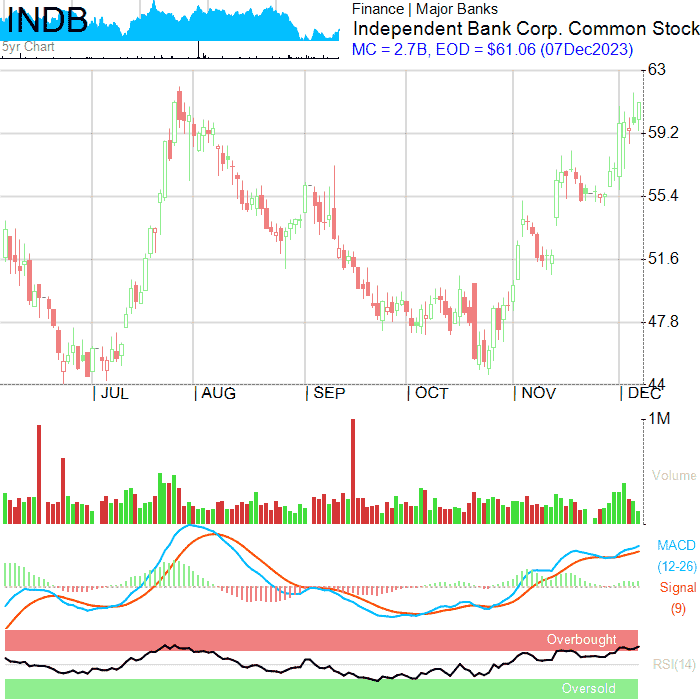 INDB
5yr Chart
Finance | Major Banks
Independent Bank Corp. Common Stock
MC = 2.7B, EOD = $61.06 (07Dec2023)
63
59.2
55.4
51.6
47.8
44
JUL AUG SEP OCT NOV DEC
1M
Volume
MACD
(12-26)
Signal
(9)
Overbought
RSI(14)
Oversold